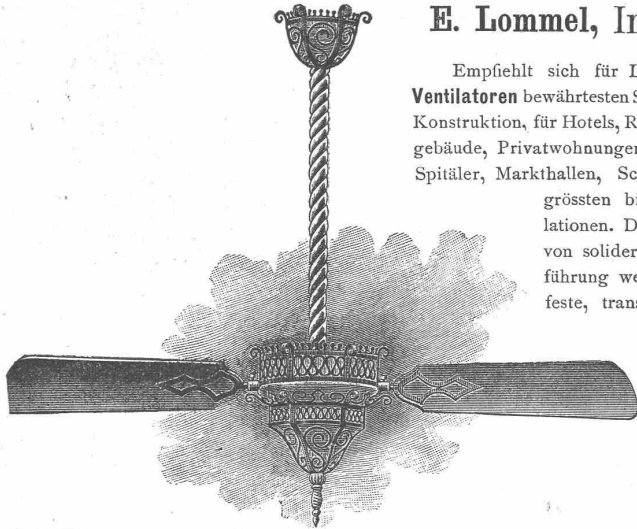 E. Lommel, In
Empfiehlt sich für L
Ventilatoren bewährtesten S
Konstruktion, für Hotels, R
gebäude, Privatwohnungen
Spitäler, Markthallen, Sc
grössten bi
lationen. D
von solider
führung we
feste, trans